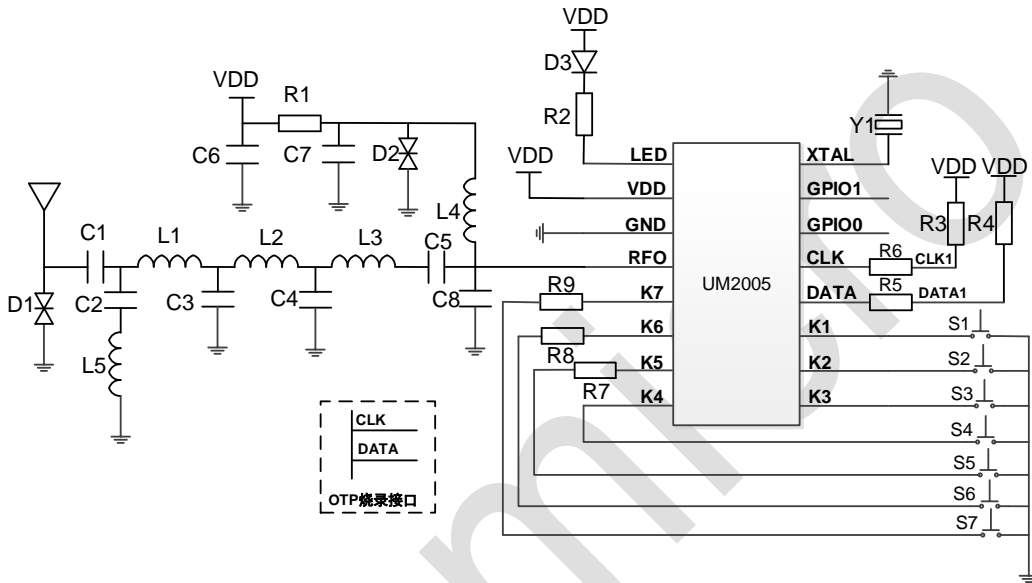 VDD
D3
VDD
R1
R2
C6
C7
D2
VDD
Y1
LED
XTAL
VDD
VDD
VDD
GPIO1
L4
GND
GPIO0
R3
R4
C1
L1
L2
L3
C5
RFO
UM2005
CLK
R6
CLK1
D1
C2
C3
C4
C8
R9
K7
DATA
R5
DATA1
K6
K1
S1
L5
R8
K5
K2
S2
R7
K4
K3
S3
CLK
S4
DATA
S5
OTP烧录接口
S6
S7
micro